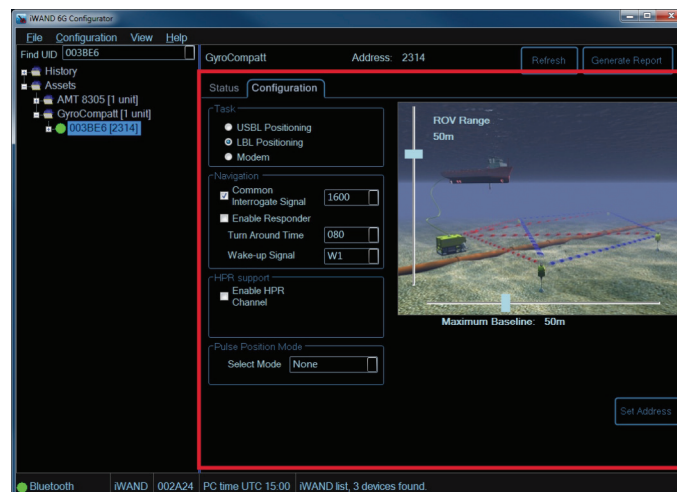 iWAND 6G Configurator
File Configuration View Help
Find UID 003BE6
History
Assets
AMT 8305 [1 unit]
GyroCompatt [1 unit]
003BE6 [2314]
GyroCompatt Address: 2314 Refresh Generate Report
Status Configuration
Task
USBL Positioning
LBL Positioning
Modem
Navigation
Common
Interrogate Signal 1600
Enable Responder
Turn Around Time 080
Wake-up Signal W1
HPR support
Enable HPR
Channel
Pulse Position Mode
Select Mode None
ROV Range
50m
Maximum Baseline: 50m
Set Address
Bluetooth iWAND 002A24 PC time UTC 15:00 iWAND list, 3 devices found.